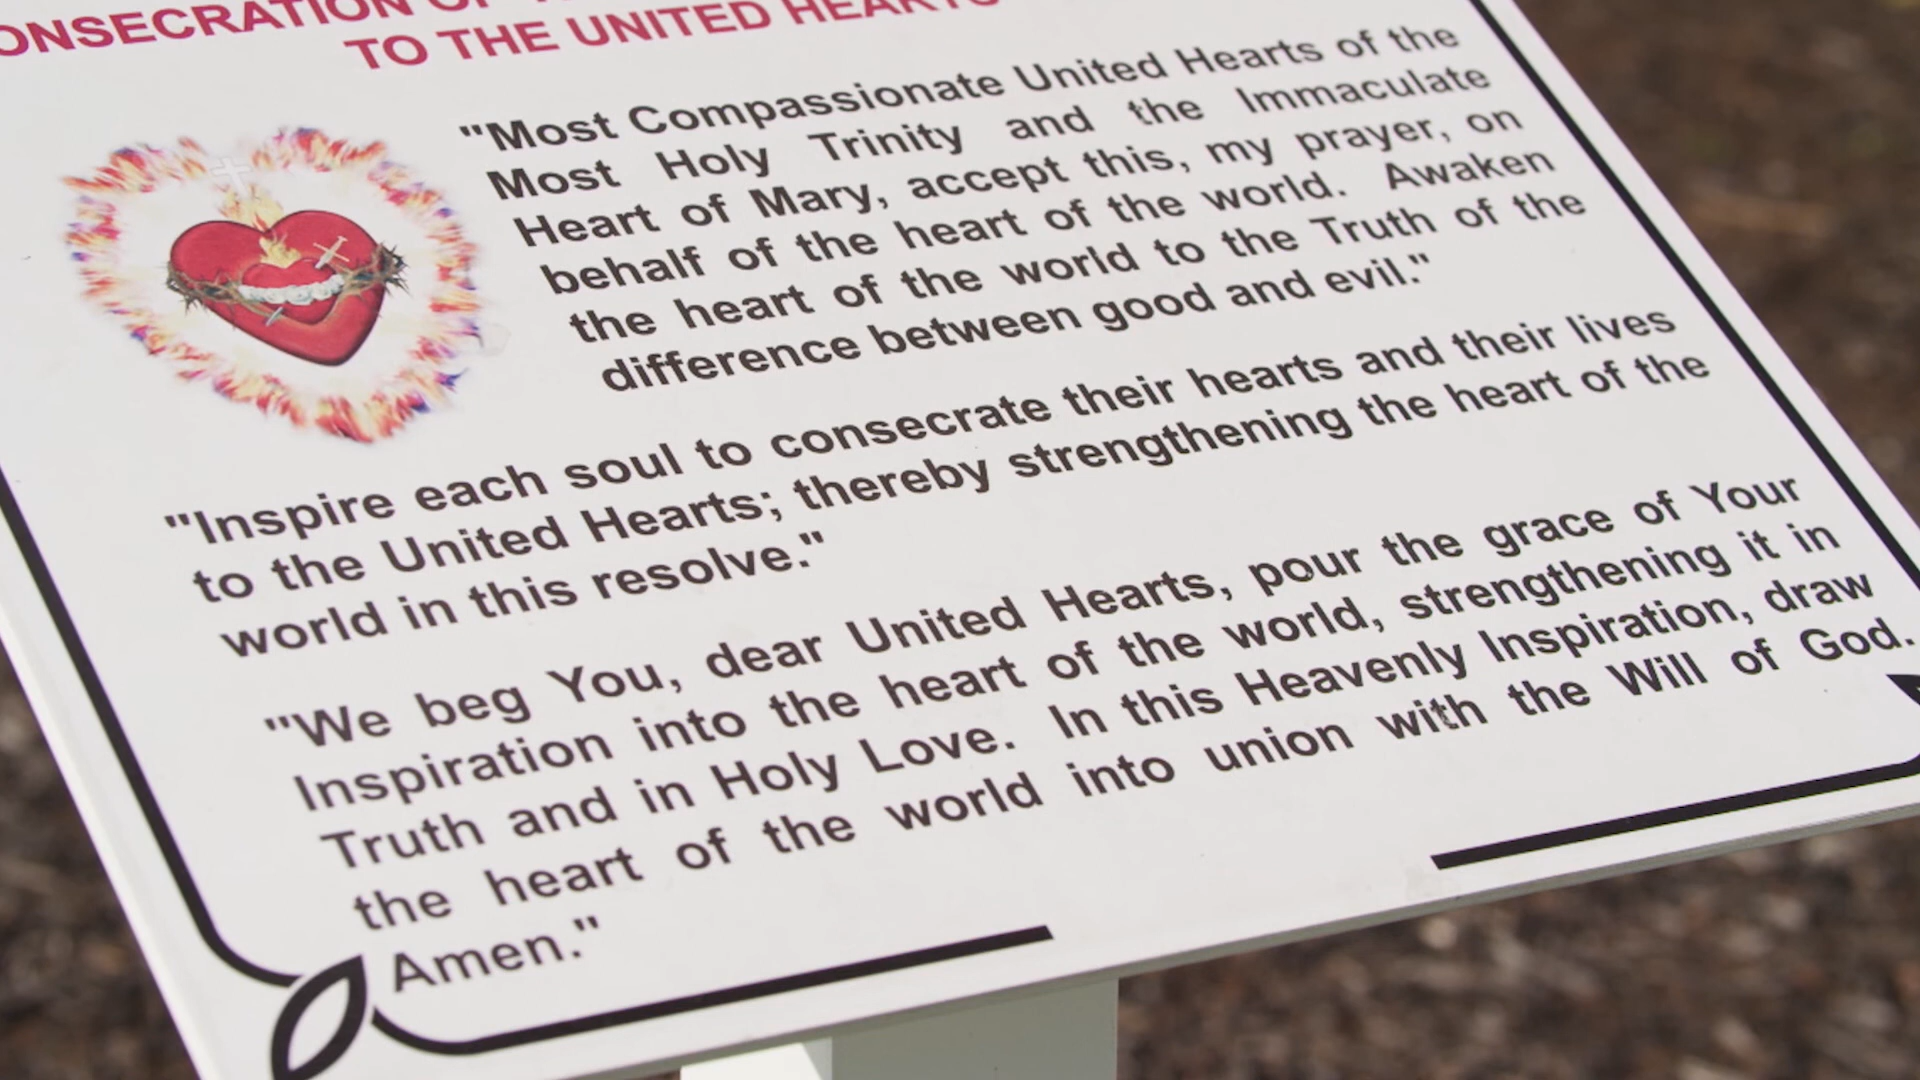 CONSECRATION OF
TO THE UNITED HEARTS
"Most Compassionate United Hearts of the
Most Holy Trinity and the Immaculate
Heart of Mary, accept this, my prayer, on
behalf of the heart of the world. Awaken
the heart of the world to the Truth of the
difference between good and evil."
"Inspire each soul to consecrate their hearts and their lives
to the United Hearts; thereby strengthening the heart of the
world in this resolve."
"We beg You, dear United Hearts, pour the grace of Your
Inspiration into the heart of the world, strengthening it in
Truth and in Holy Love. In this Heavenly Inspiration, draw
the heart of the world into union with the Will of God.
Amen."